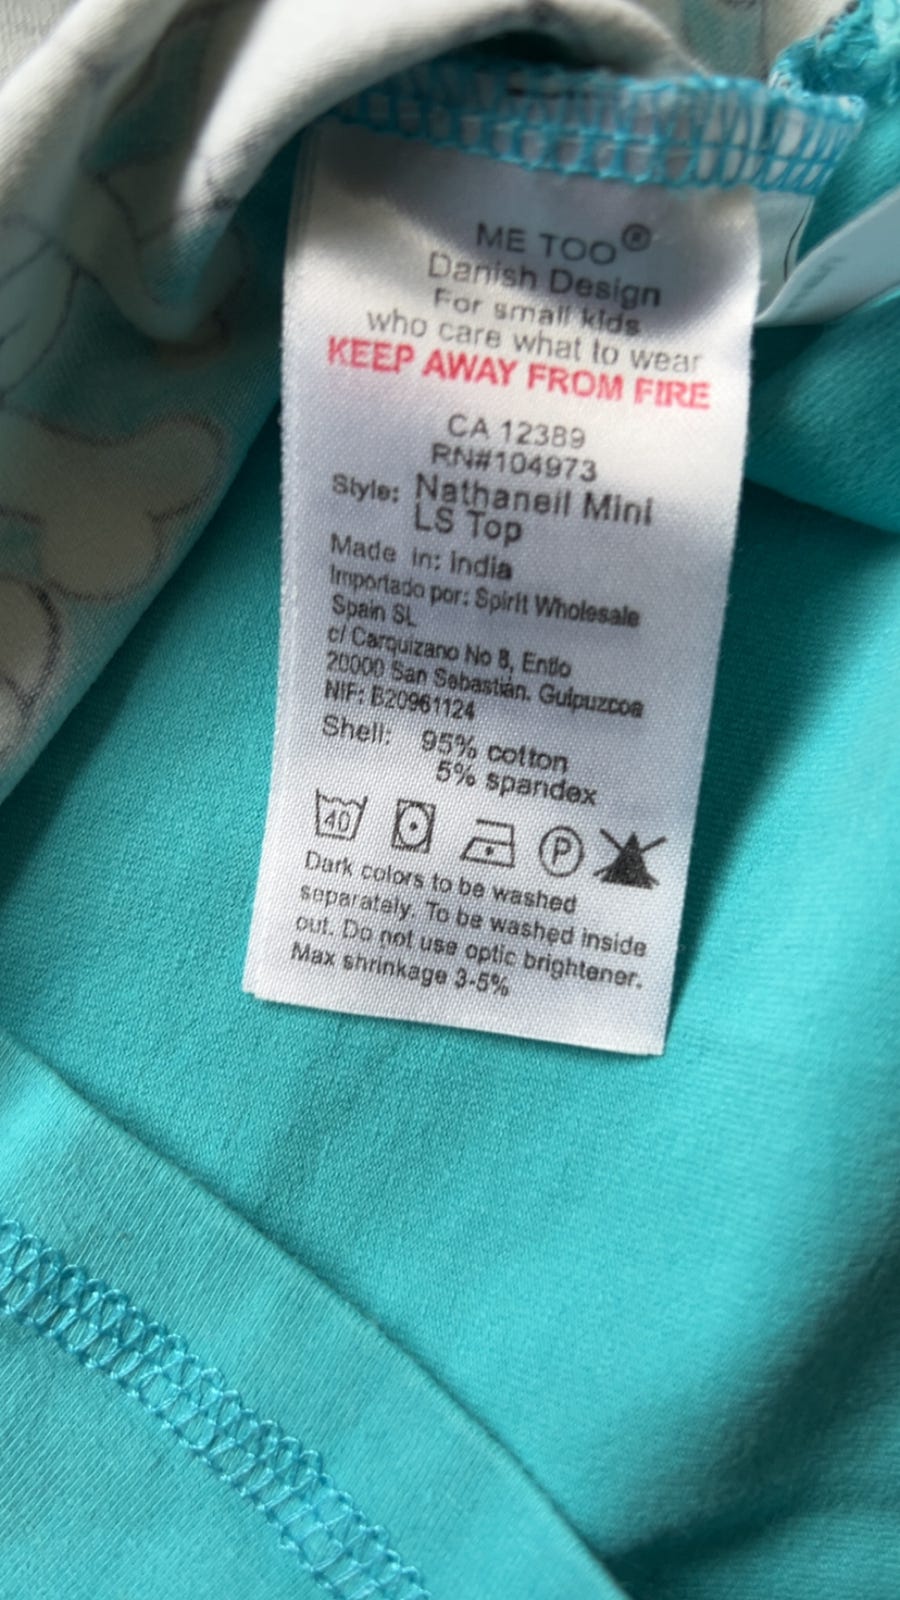 ME TOO®
Danish Design
For small kids
who care what to wear
KEEP AWAY FROM FIRE
CA 12389
RN#104973
Style: Nathaneil Mini
LS Top
Made in: India
Importado por: Spirit Wholesale
Spain SL
c/ Carquizano No 8, Entlo
20000 San Sebastián. Guipuzcoa
NIF: B20961124
Shell: 95% cotton
5% spandex
40 P
Dark colors to be washed
separately. To be washed inside
out. Do not use optic brightener.
Max shrinkage 3-5%